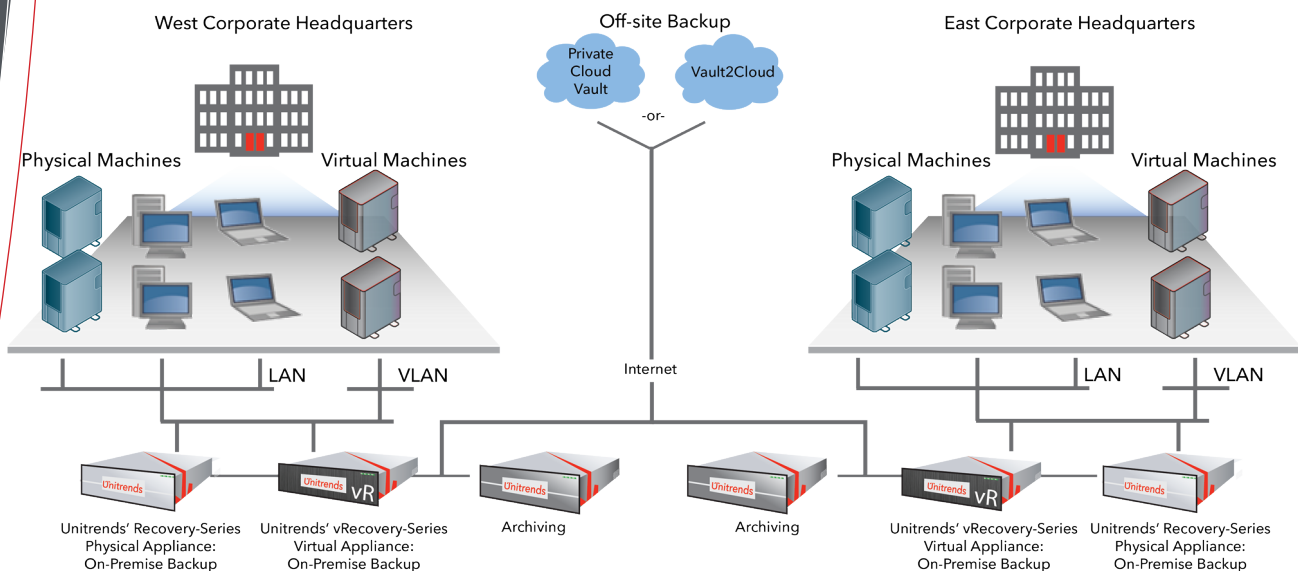 West Corporate Headquarters
Off-site Backup
East Corporate Headquarters
Private
Cloud
Vault
Vault2Cloud
-or-
Physical Machines
Virtual Machines
Physical Machines
Virtual Machines
Internet
LAN
VLAN
LAN
VLAN
Unitrends
Unitrends
vR
Unitrends
Unitrends
Unitrends
vR
Unitrends
Unitrends' Recovery-Series
Physical Appliance:
On-Premise Backup
Unitrends' vRecovery-Series
Virtual Appliance:
On-Premise Backup
Archiving
Archiving
Unitrends' vRecovery-Series
Virtual Appliance:
On-Premise Backup
Unitrends' Recovery-Series
Physical Appliance:
On-Premise Backup